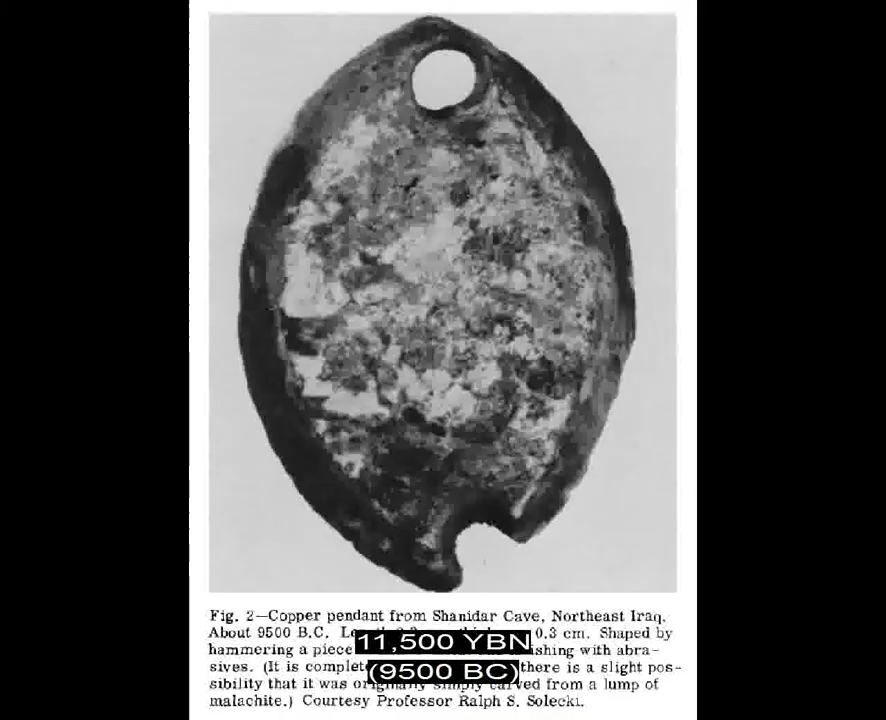 Fig. 2—Copper pendant from Shanidar Cave, Northeast Iraq.
About 9500 B.C. 0.3 cm. Shaped by
hammering a piece with abra-
sives. (It is there is a slight pos-
sibility that it was originally simply carved from a lump of
malachite.) Courtesy Professor Ralph S. Solecki.
11,500 YBN
(9500 BC)